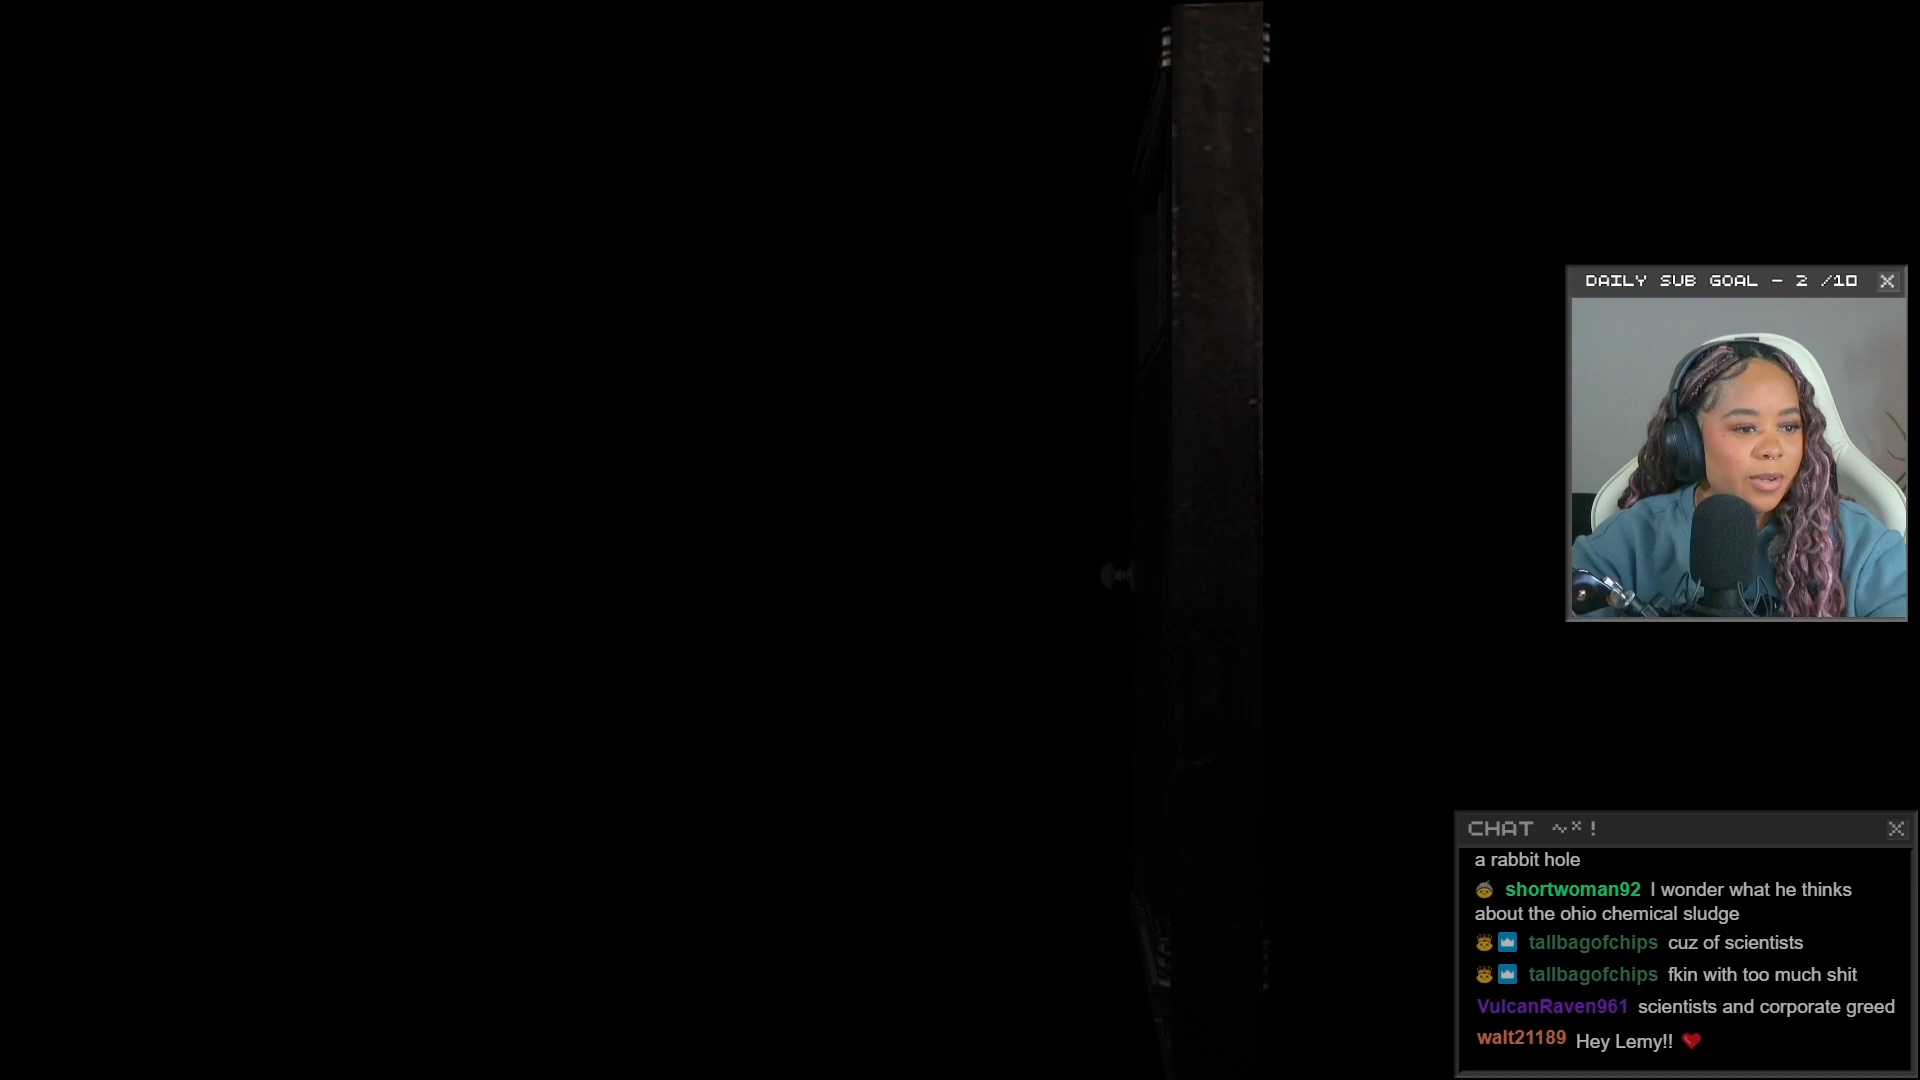 DAILY SUB GOAL - 2 /10
CHAT ~*!
a rabbit hole
shortwoman92 I wonder what he thinks
about the ohio chemical sludge
tallbagofchips cuz of scientists
tallbagofchips fkin with too much shit
VulcanRaven961 scientists and corporate greed
walt21189 Hey Lemy!!